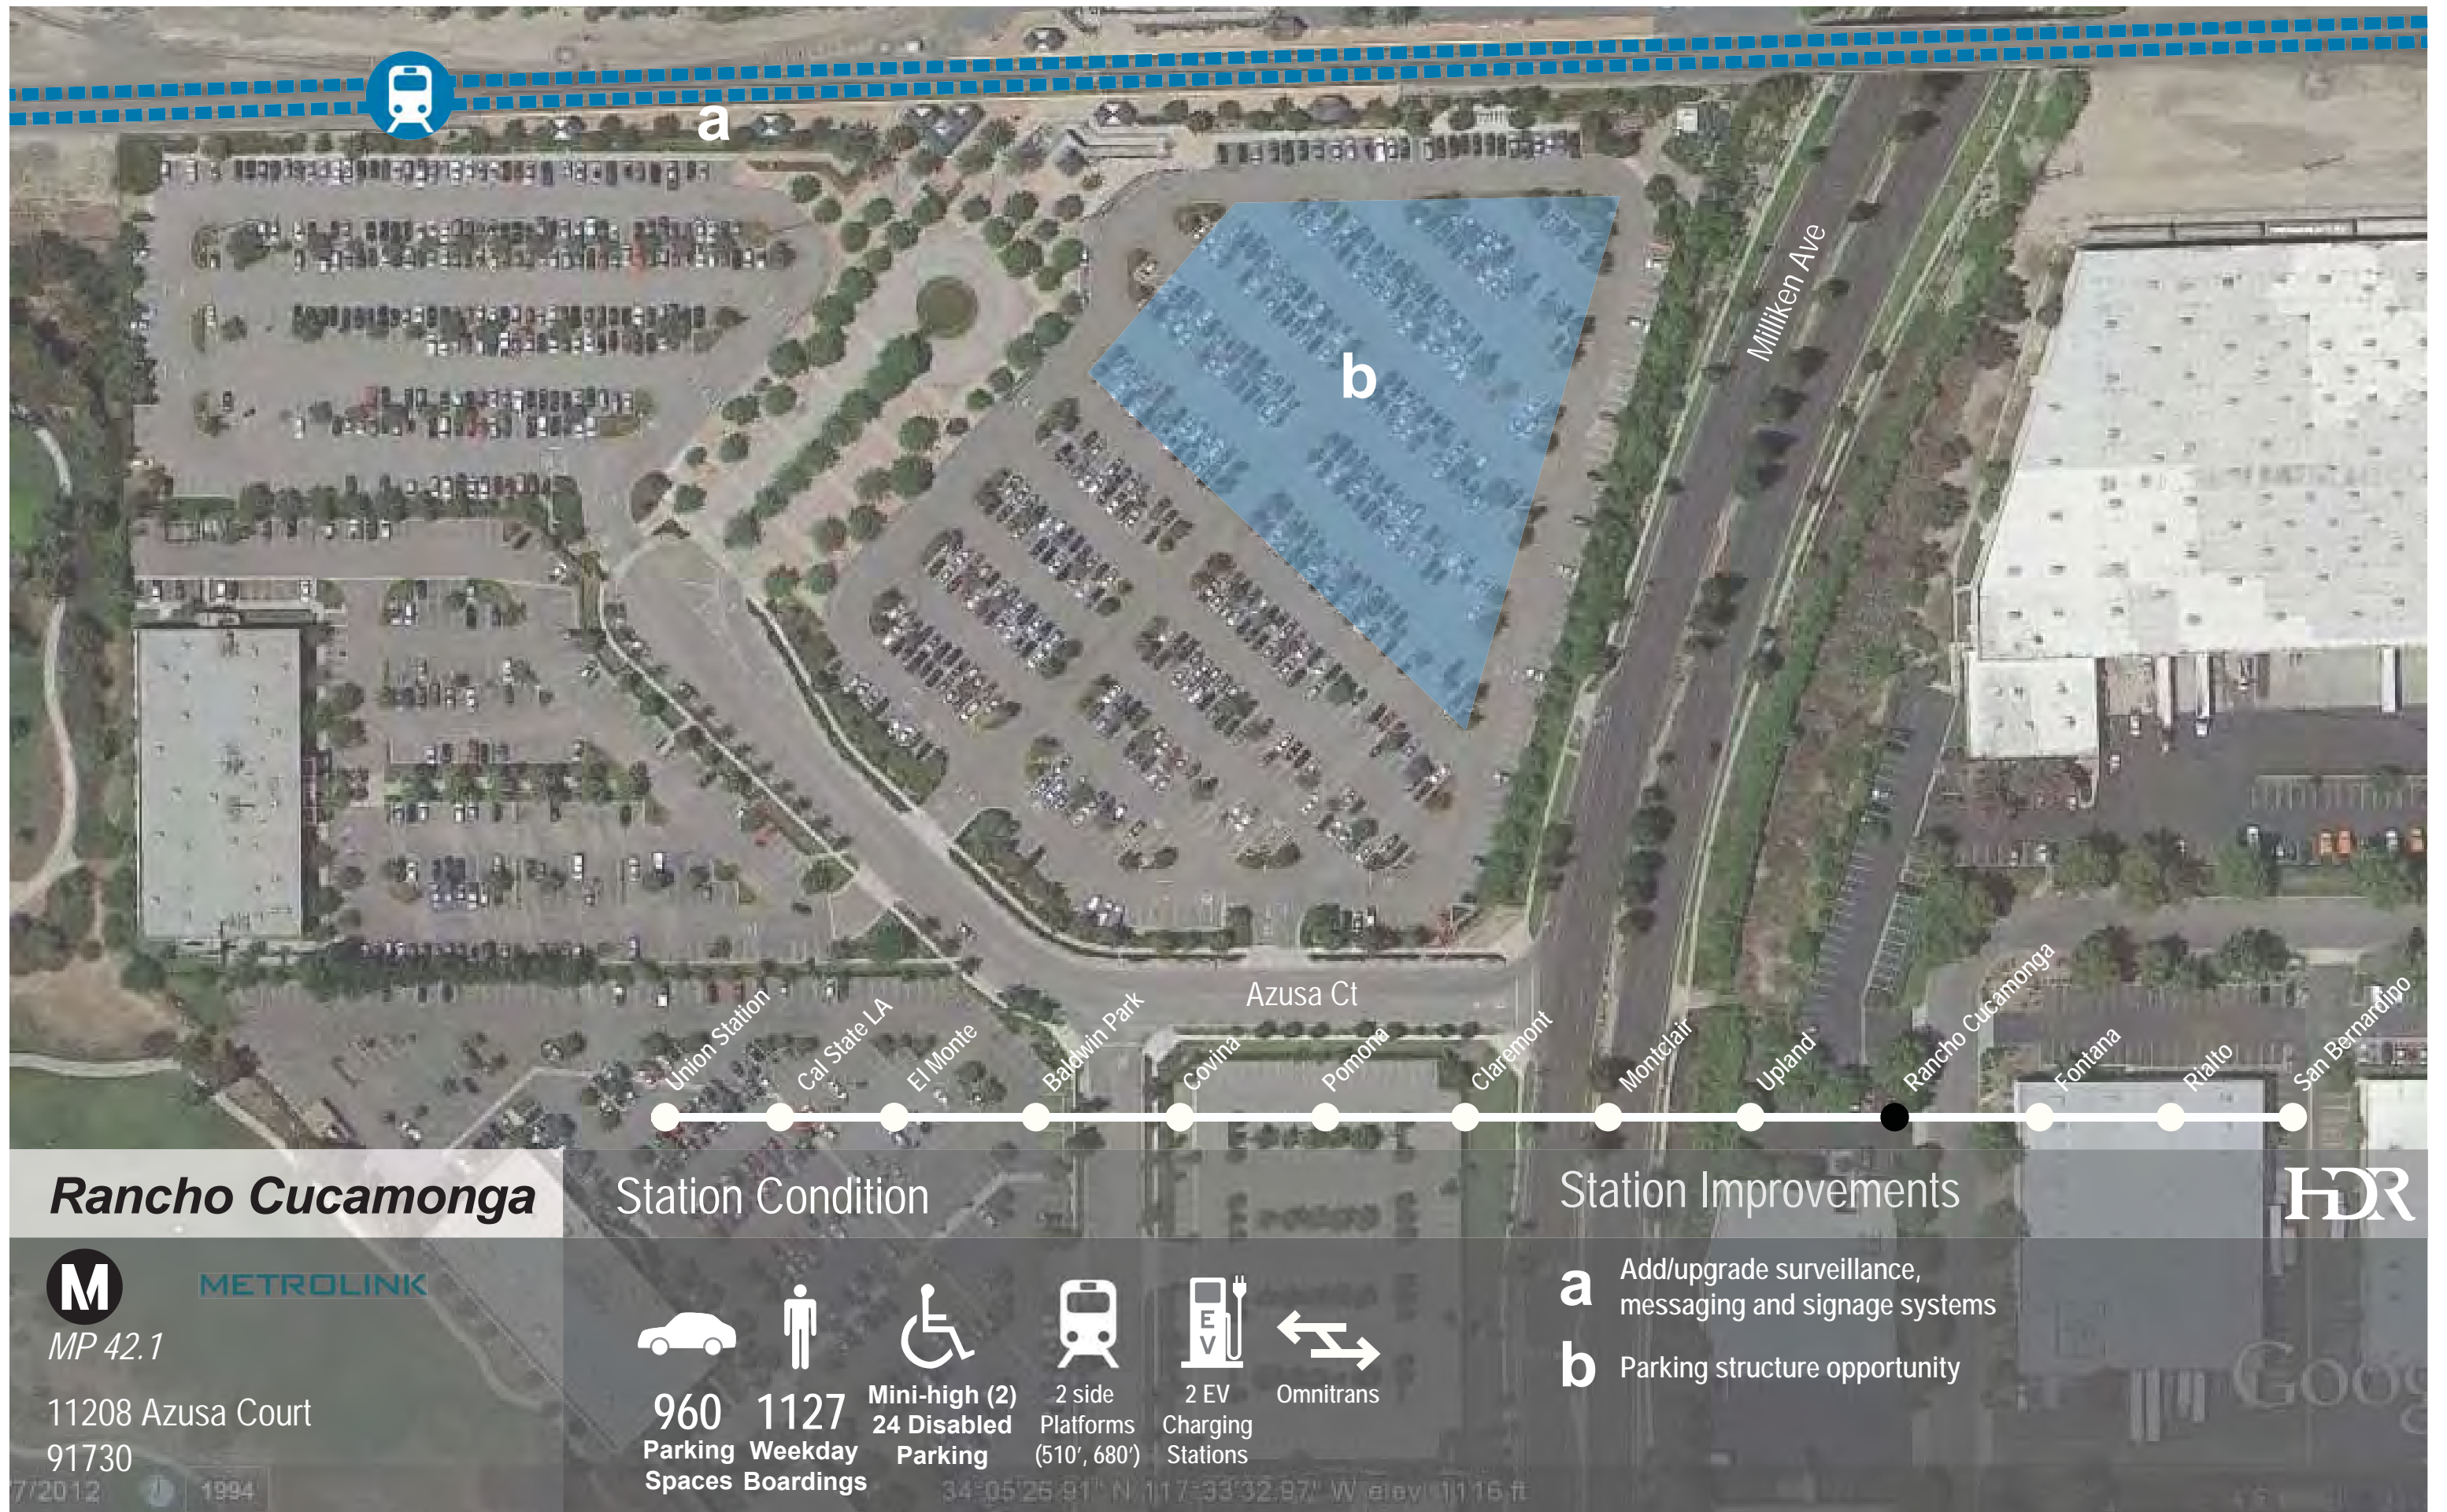 a
b
Milliken Ave
Azusa Ct
Union Station
Cal State LA
El Monte
Baldwin Park
Covina
Pomona
Claremont
Montclair
Upland
Rancho Cucamonga
Fontana
Rialto
San Bernardino
Rancho Cucamonga
M
METROLINK
MP 42.1
11208 Azusa Court
91730
Station Condition
960
Parking
Spaces
1127
Weekday
Boardings
Mini-high (2)
24 Disabled
Parking
2 side
Platforms
(510', 680')
E
V
2 EV
Charging
Stations
Omnitrans
Station Improvements
HDR
a Add/upgrade surveillance,
messaging and signage systems
b Parking structure opportunity
Goog
7/2012
1994
34°05'26.91" N 117°33'32.97" W elev 1116 ft